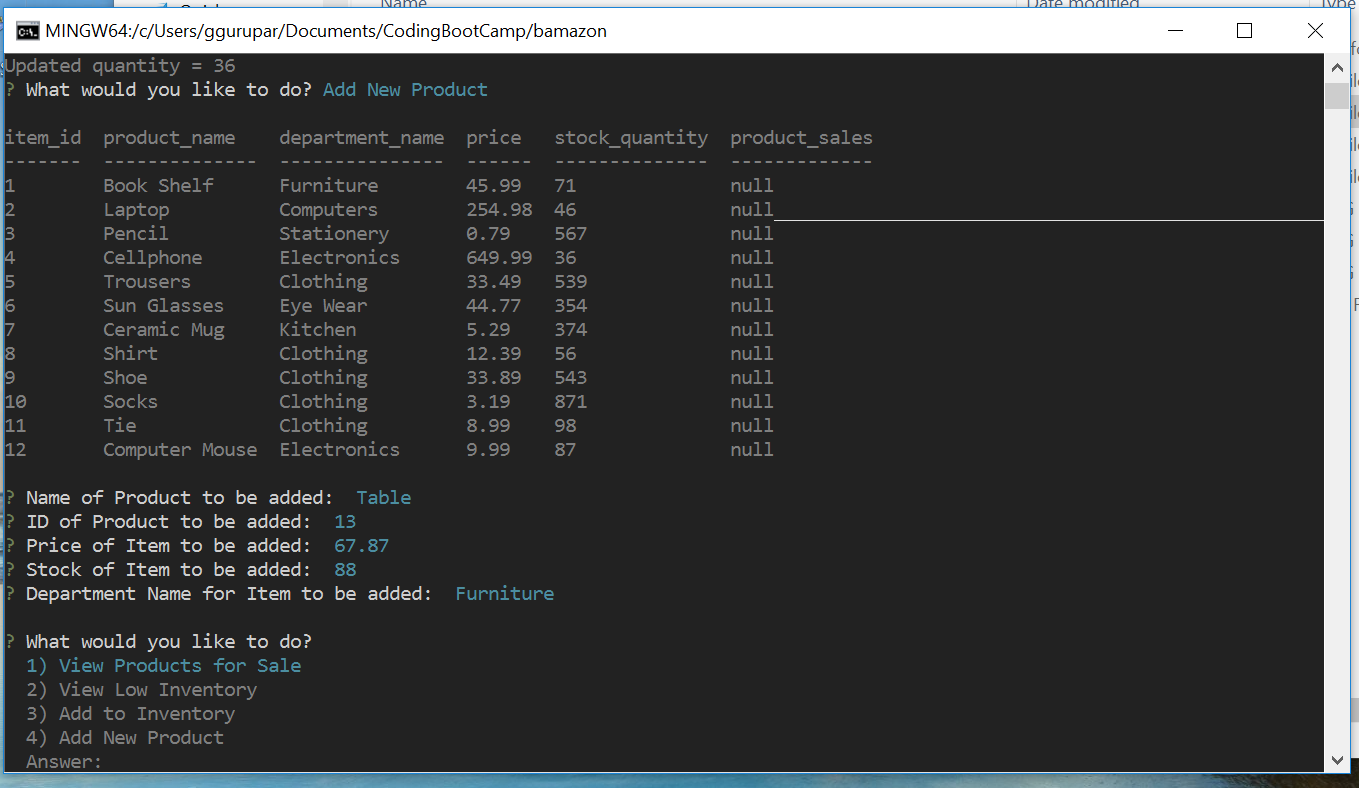 Name
Date modified
Type
MINGW64:/c/Users/ggurupar/Documents/CodingBootCamp/bamazon
Updated quantity = 36
? What would you like to do? Add New Product
item_id  product_name    department_name  price   stock_quantity  product_sales
-------  --------------  ---------------  ------  --------------  -------------
1        Book Shelf      Furniture        45.99   71              null
2        Laptop          Computers        254.98  46              null
3        Pencil          Stationery       0.79    567             null
4        Cellphone       Electronics      649.99  36              null
5        Trousers        Clothing         33.49   539             null
6        Sun Glasses     Eye Wear         44.77   354             null
7        Ceramic Mug     Kitchen          5.29    374             null
8        Shirt           Clothing         12.39   56              null
9        Shoe            Clothing         33.89   543             null
10       Socks           Clothing         3.19    871             null
11       Tie             Clothing         8.99    98              null
12       Computer Mouse  Electronics      9.99    87              null
? Name of Product to be added:  Table
? ID of Product to be added:  13
? Price of Item to be added:  67.87
? Stock of Item to be added:  88
? Department Name for Item to be added:  Furniture
? What would you like to do?
1) View Products for Sale
2) View Low Inventory
3) Add to Inventory
4) Add New Product
Answer: